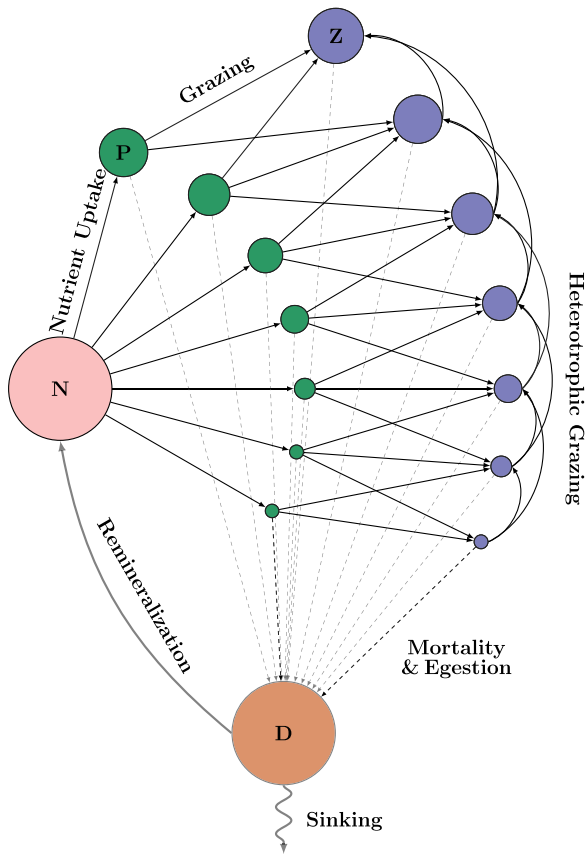 Z
Grazing
P
Nutrient Uptake
Heterotrophic Grazing
N
Remineralization
Mortality
& Egestion
D
Sinking